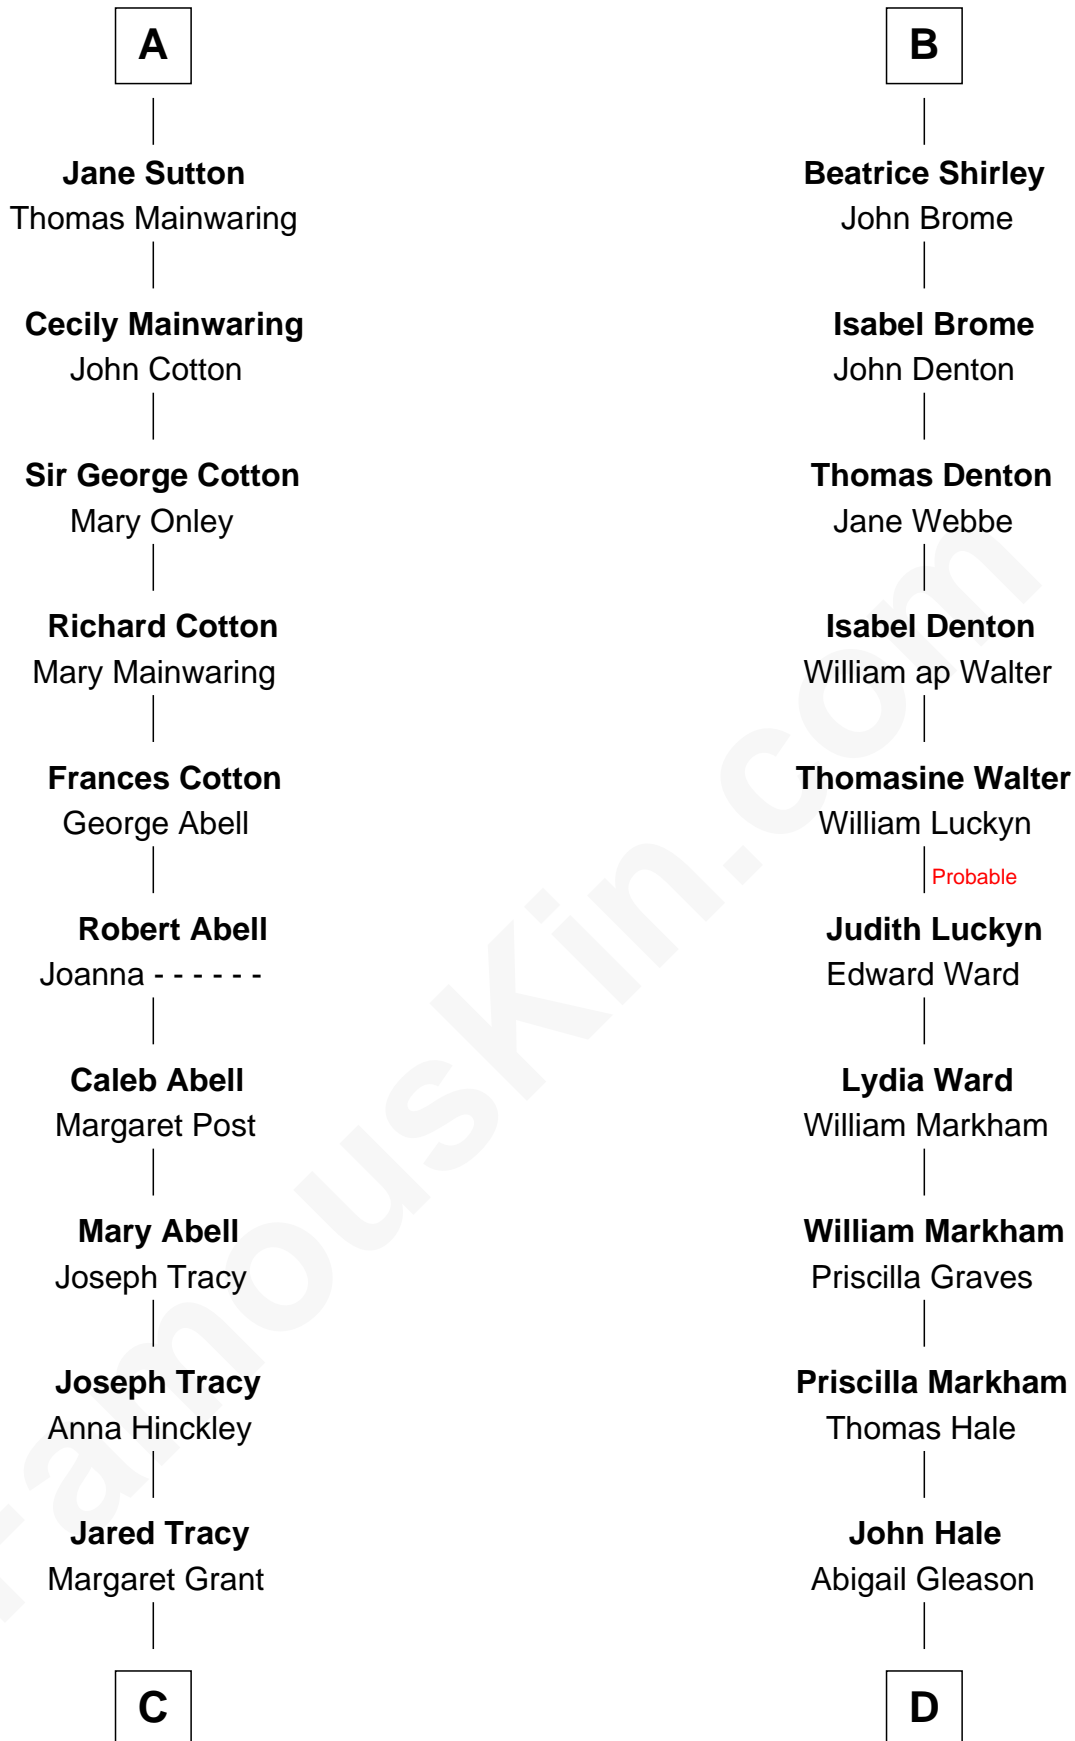 A
Jane Sutton
Thomas Mainwaring
Cecily Mainwaring
John Cotton
Sir George Cotton
Mary Onley
Richard Cotton
Mary Mainwaring
Frances Cotton
George Abell
Robert Abell
Joanna - - - - - -
Caleb Abell
Margaret Post
Mary Abell
Joseph Tracy
Joseph Tracy
Anna Hinckley
Jared Tracy
Margaret Grant
C
B
Beatrice Shirley
John Brome
Isabel Brome
John Denton
Thomas Denton
Jane Webbe
Isabel Denton
William ap Walter
Thomasine Walter
William Luckyn
Probable
Judith Luckyn
Edward Ward
Lydia Ward
William Markham
William Markham
Priscilla Graves
Priscilla Markham
Thomas Hale
John Hale
Abigail Gleason
D
FamousKin.com